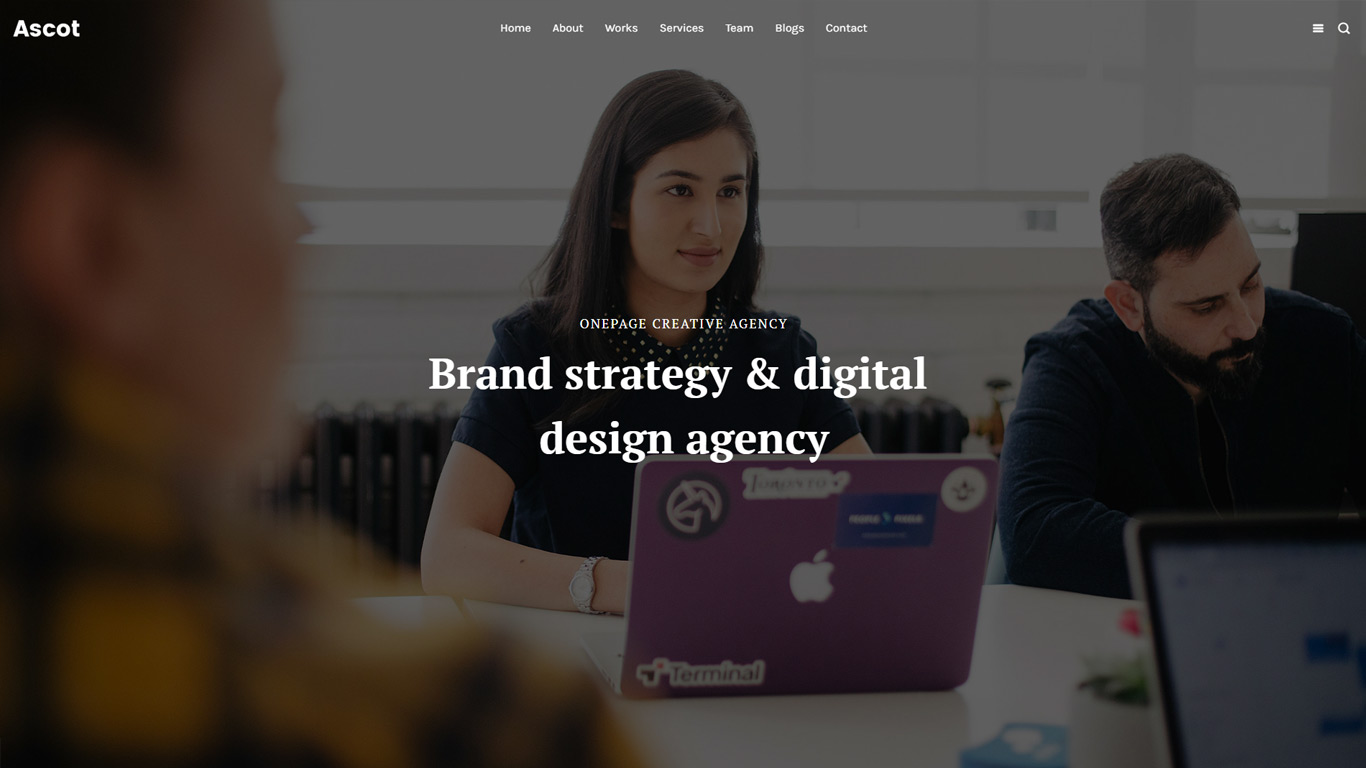 Ascot
Home About Works Services Team Blogs Contact
ONEPAGE CREATIVE AGENCY
Brand strategy & digital
design agency
TORONTO
Terminal